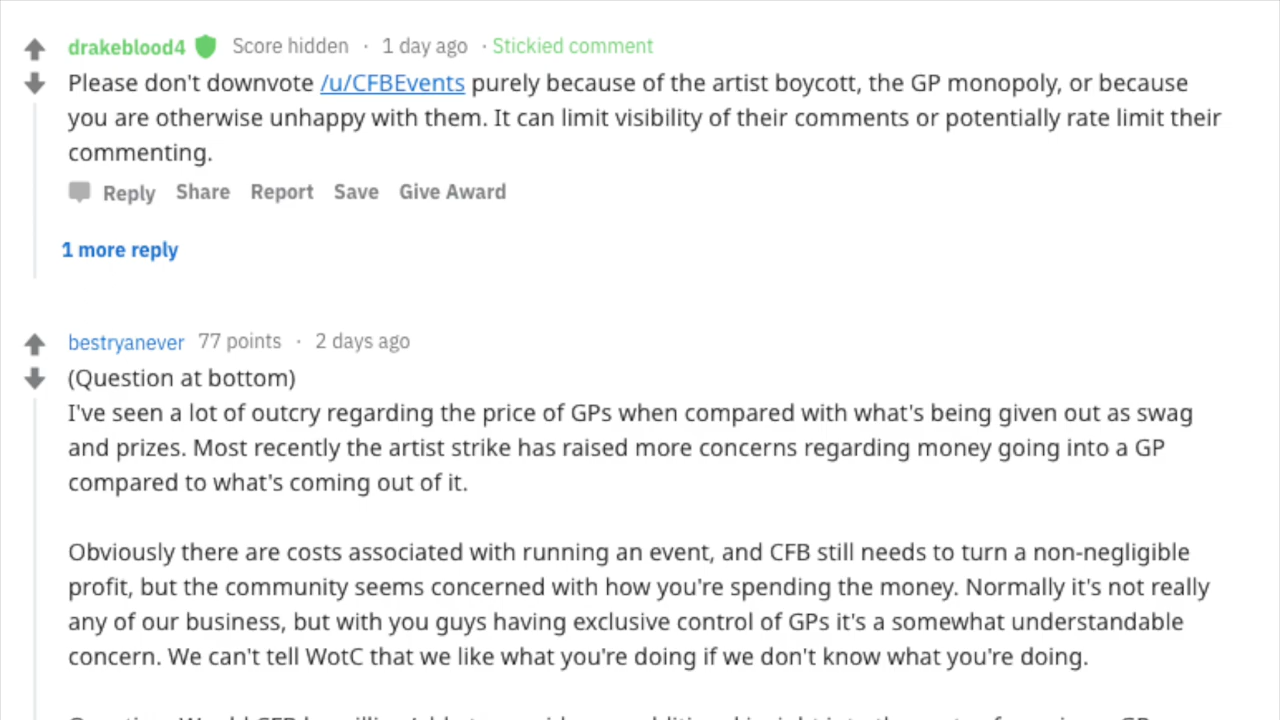 drakeblood4 Score hidden · 1 day ago · Stickied comment
Please don't downvote /u/CFBEvents purely because of the artist boycott, the GP monopoly, or because
you are otherwise unhappy with them. It can limit visibility of their comments or potentially rate limit their
commenting.
Reply Share Report Save Give Award
1 more reply
bestryanever 77 points · 2 days ago
(Question at bottom)
I've seen a lot of outcry regarding the price of GPs when compared with what's being given out as swag
and prizes. Most recently the artist strike has raised more concerns regarding money going into a GP
compared to what's coming out of it.
Obviously there are costs associated with running an event, and CFB still needs to turn a non-negligible
profit, but the community seems concerned with how you're spending the money. Normally it's not really
any of our business, but with you guys having exclusive control of GPs it's a somewhat understandable
concern. We can't tell WotC that we like what you're doing if we don't know what you're doing.